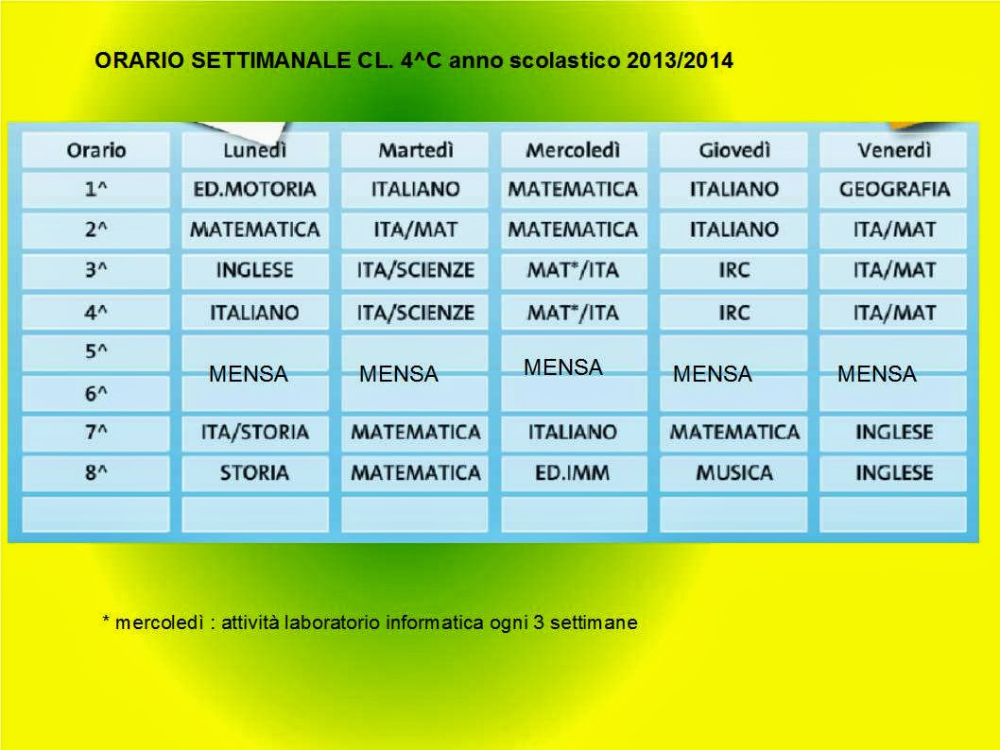 ORARIO SETTIMANALE CL. 4^C anno scolastico 2013/2014
Orario Lunedì Martedì Mercoledì Giovedì Venerdì
1^ ED.MOTORIA ITALIANO MATEMATICA ITALIANO GEOGRAFIA
2^ MATEMATICA ITA/MAT MATEMATICA ITALIANO ITA/MAT
3^ INGLESE ITA/SCIENZE MAT*/ITA IRC ITA/MAT
4^ ITALIANO ITA/SCIENZE MAT*/ITA IRC ITA/MAT
5^
MENSA MENSA MENSA MENSA MENSA
6^
7^ ITA/STORIA MATEMATICA ITALIANO MATEMATICA INGLESE
8^ STORIA MATEMATICA ED.IMM MUSICA INGLESE
* mercoledì : attività laboratorio informatica ogni 3 settimane